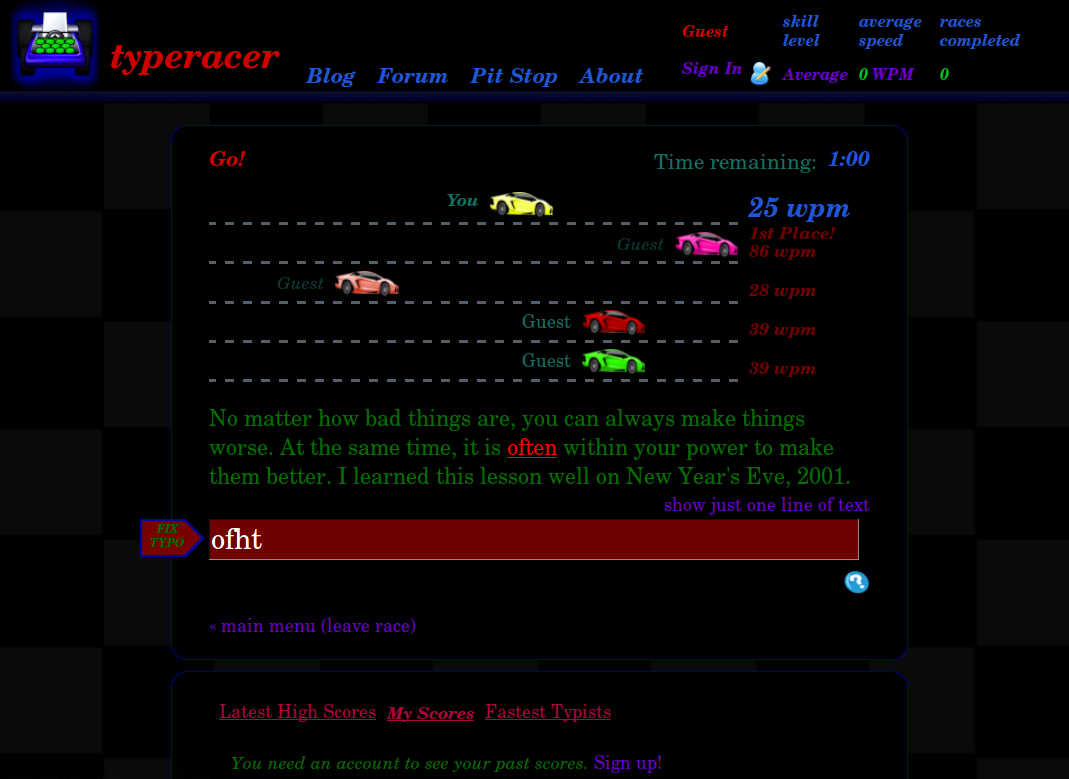 typeracer
Blog Forum Pit Stop About
Guest
Sign In
skill level
Average
average speed
0 WPM
races completed
0
Go!
Time remaining: 1:00
You
25 wpm
Guest
1st Place!
86 wpm
Guest
28 wpm
Guest
39 wpm
Guest
39 wpm
No matter how bad things are, you can always make things
worse. At the same time, it is often within your power to make
them better. I learned this lesson well on New Year's Eve, 2001.
show just one line of text
FIX
TYPO
ofht
?
« main menu (leave race)
Latest High Scores My Scores Fastest Typists
You need an account to see your past scores. Sign up!